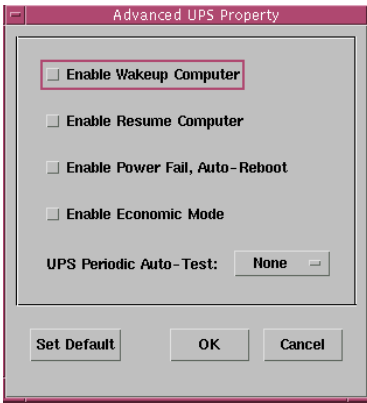 Advanced UPS Property
Enable Wakeup Computer
Enable Resume Computer
Enable Power Fail, Auto-Reboot
Enable Economic Mode
UPS Periodic Auto-Test: None
Set Default OK Cancel